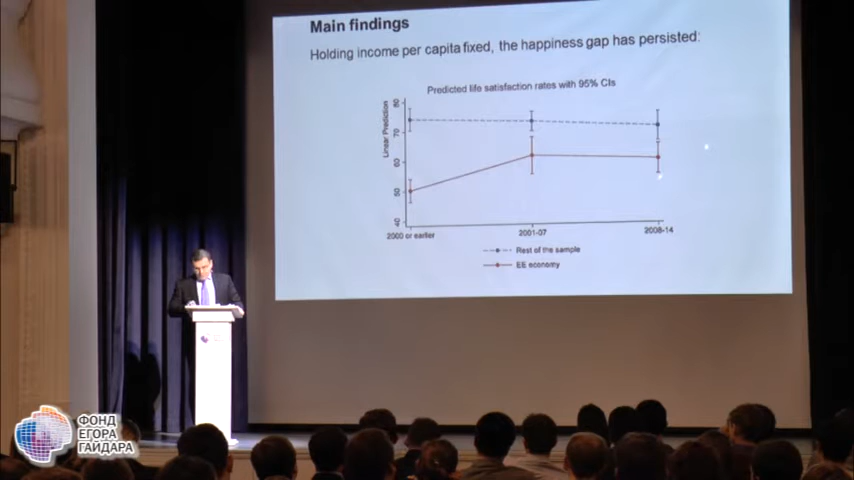 Main findings
Holding income per capita fixed, the happiness gap has persisted:
Predicted life satisfaction rates with 95% CIs
Linear Prediction
80
70
60
50
40
2000 or earlier
2001-07
2008-14
Rest of the sample
EE economy
ФОНД
ЕГОРА
ГАЙДАРА